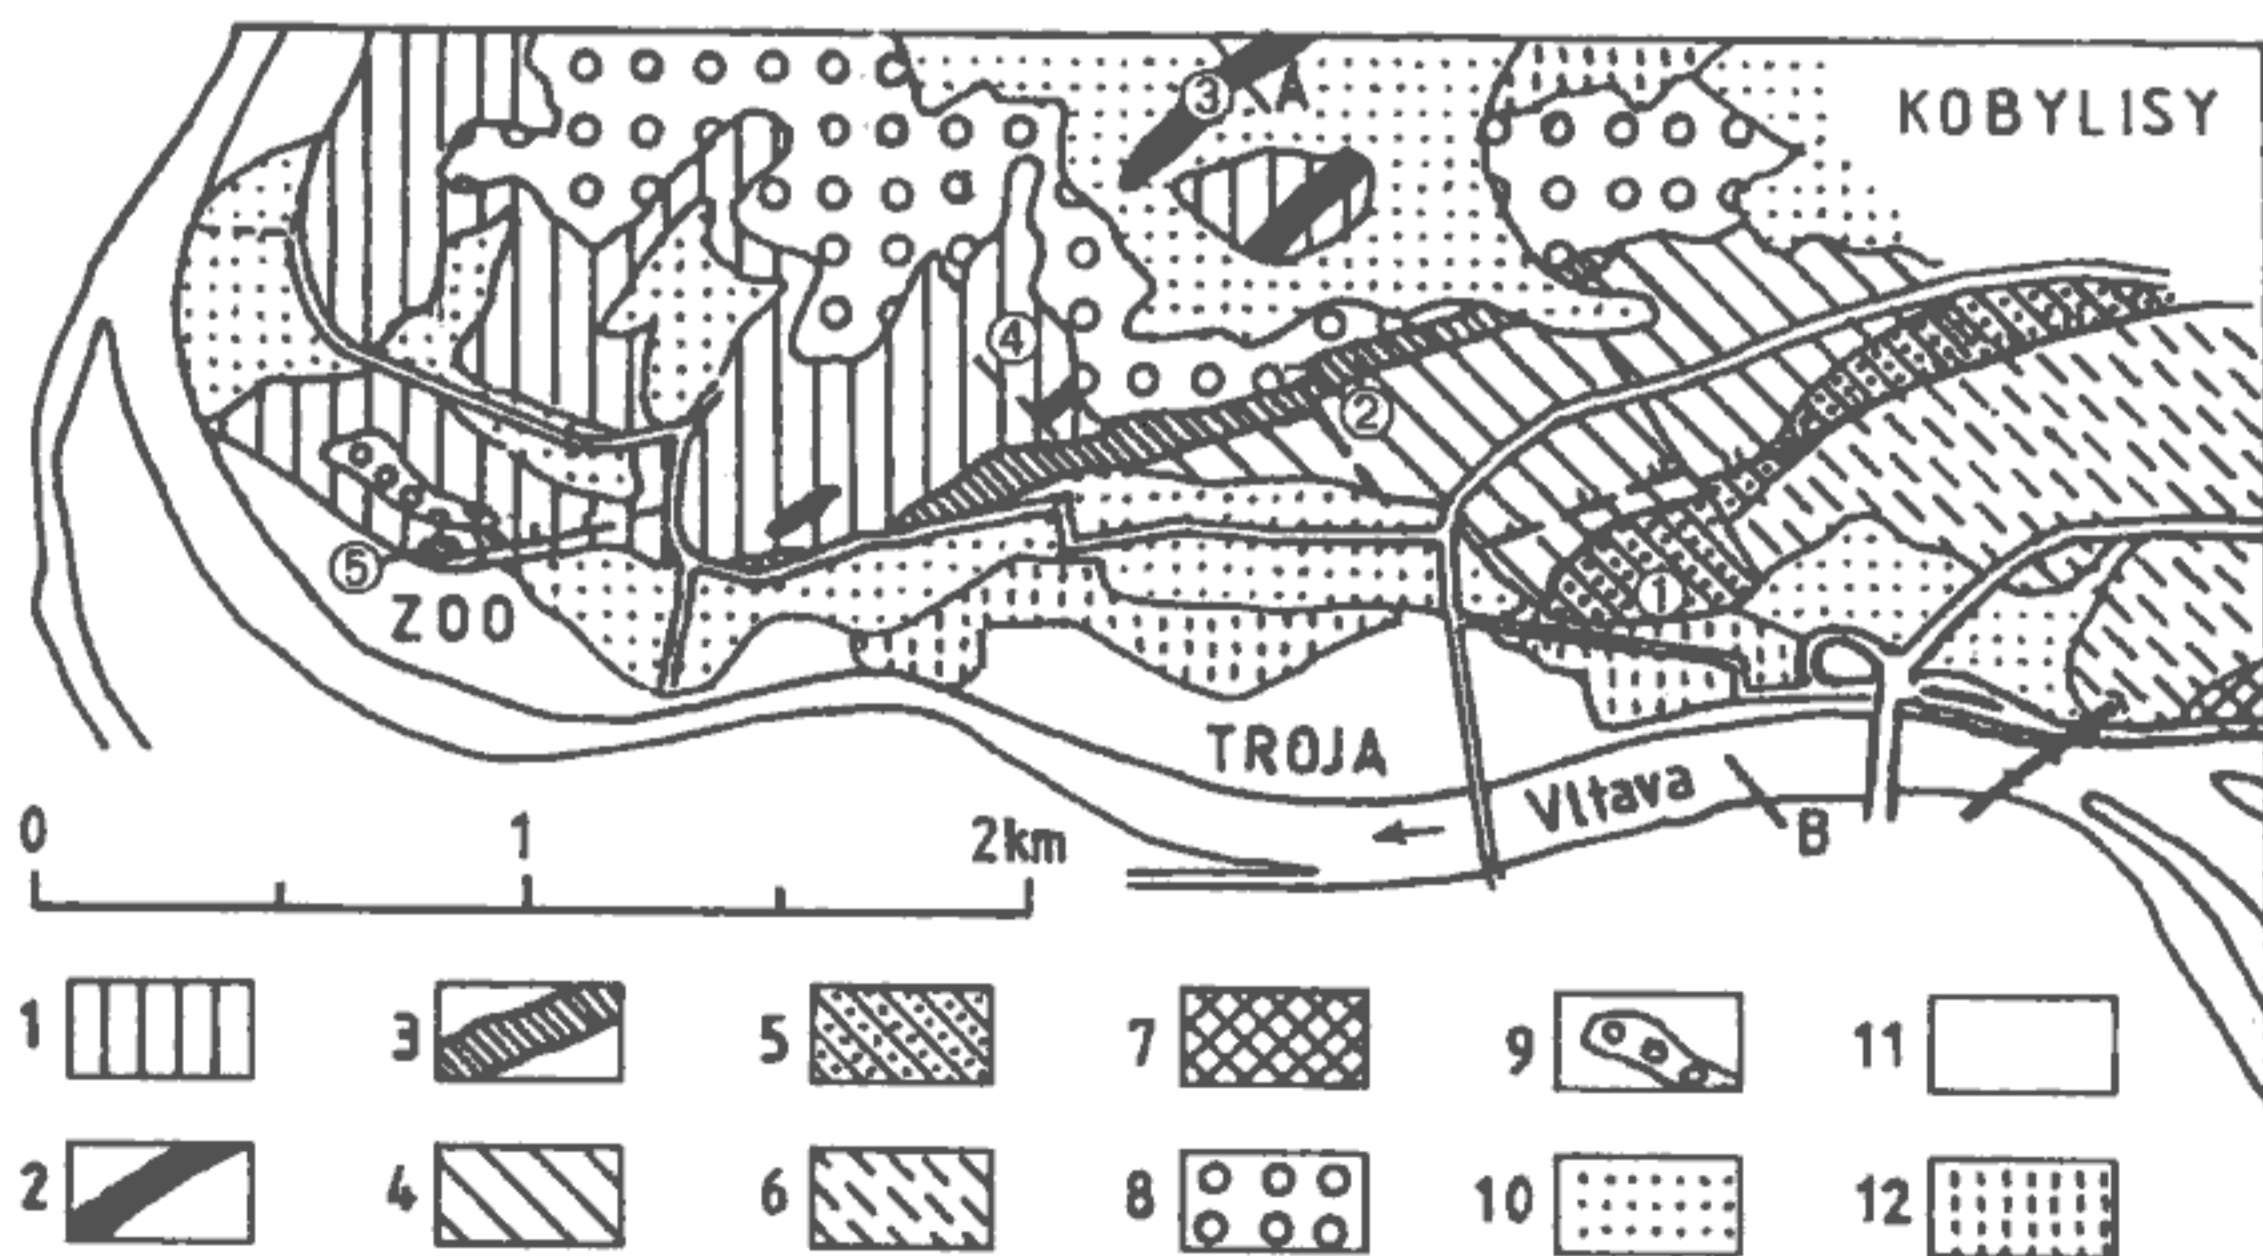 ③ A
KOBYLISY
④
②
⑤
①
ZOO
TROJA
Vltava
B
0 1 2km
1 3 5 7 9 11
2 4 6 8 10 12